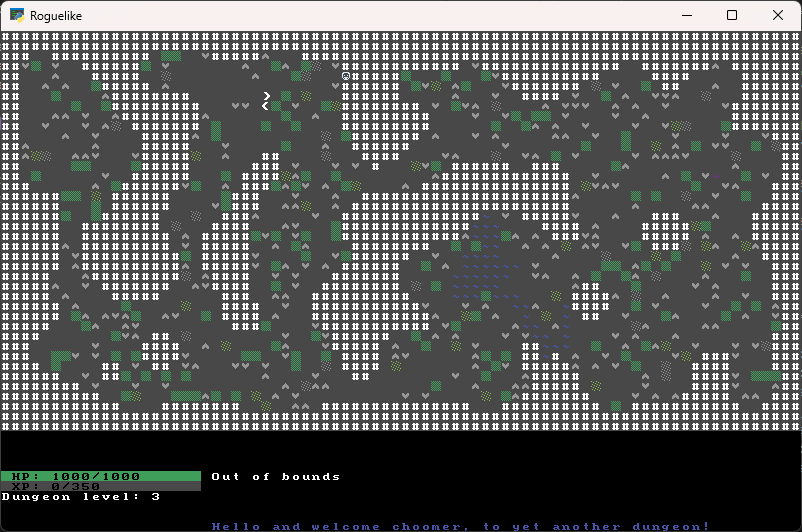 Roguelike
HP: 1000/1000
Out of bounds
XP: 0/350
Dungeon level: 3
Hello and welcome choomer, to yet another dungeon!